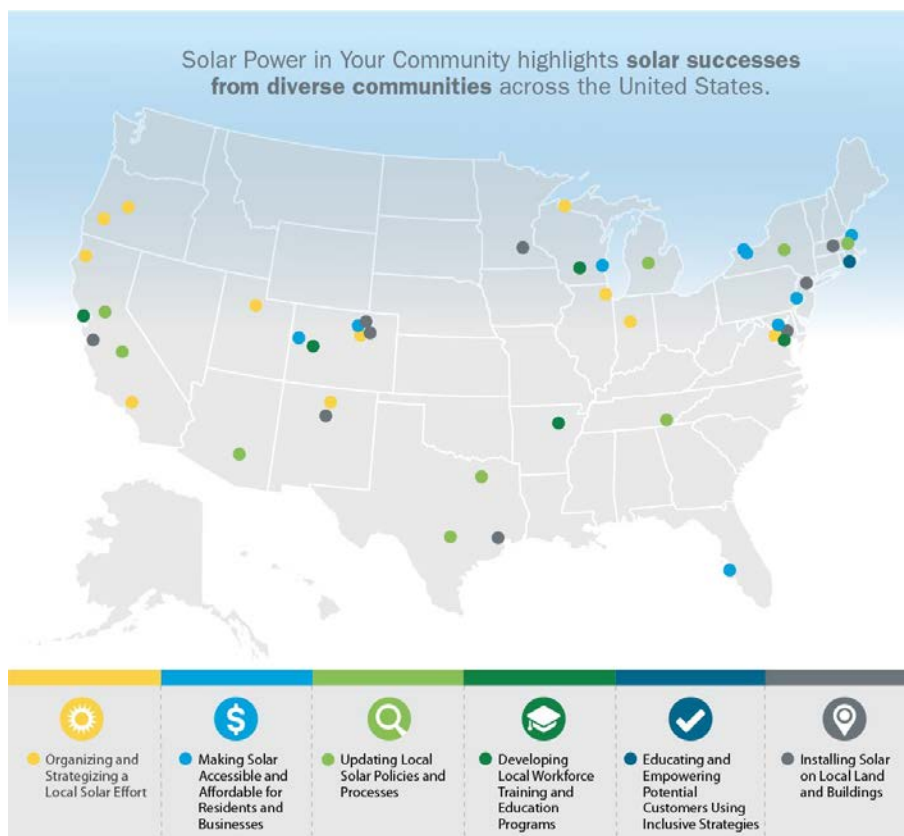 Solar Power in Your Community highlights solar successes
from diverse communities across the United States.
Organizing and
Strategizing a
Local Solar Effort
Making Solar
Accessible and
Affordable for
Residents and
Businesses
Updating Local
Solar Policies and
Processes
Developing
Local Workforce
Training and
Education
Programs
Educating and
Empowering
Potential
Customers Using
Inclusive Strategies
Installing Solar
on Local Land
and Buildings